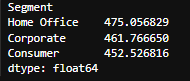 Segment
Home Office    475.056829
Corporate      461.766650
Consumer       452.526816
dtype: float64